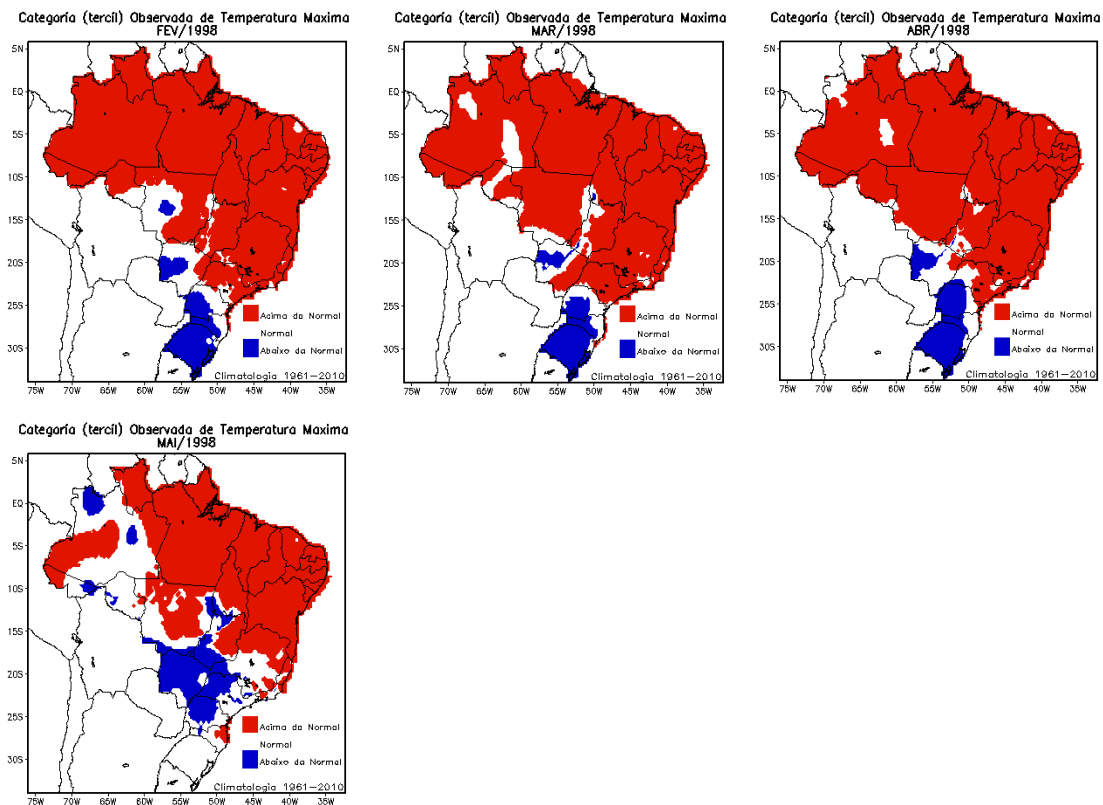 Categoria (tercil) Observada de Temperatura Maxima
FEV/1998
5N
EQ
5S
10S
15S
20S
25S
30S
75W 70W 65W 60W 55W 50W 45W 40W 35W
Acima da Normal
Normal
Abaixo da Normal
Climatologia 1961-2010
Categoria (tercil) Observada de Temperatura Maxima
MAR/1998
5N
EQ
5S
10S
15S
20S
25S
30S
75W 70W 65W 60W 55W 50W 45W 40W 35W
Acima da Normal
Normal
Abaixo da Normal
Climatologia 1961-2010
Categoria (tercil) Observada de Temperatura Maxima
ABR/1998
5N
EQ
5S
10S
15S
20S
25S
30S
75W 70W 65W 60W 55W 50W 45W 40W 35W
Acima da Normal
Normal
Abaixo da Normal
Climatologia 1961-2010
Categoria (tercil) Observada de Temperatura Maxima
MAI/1998
5N
EQ
5S
10S
15S
20S
25S
30S
75W 70W 65W 60W 55W 50W 45W 40W 35W
Acima da Normal
Normal
Abaixo da Normal
Climatologia 1961-2010